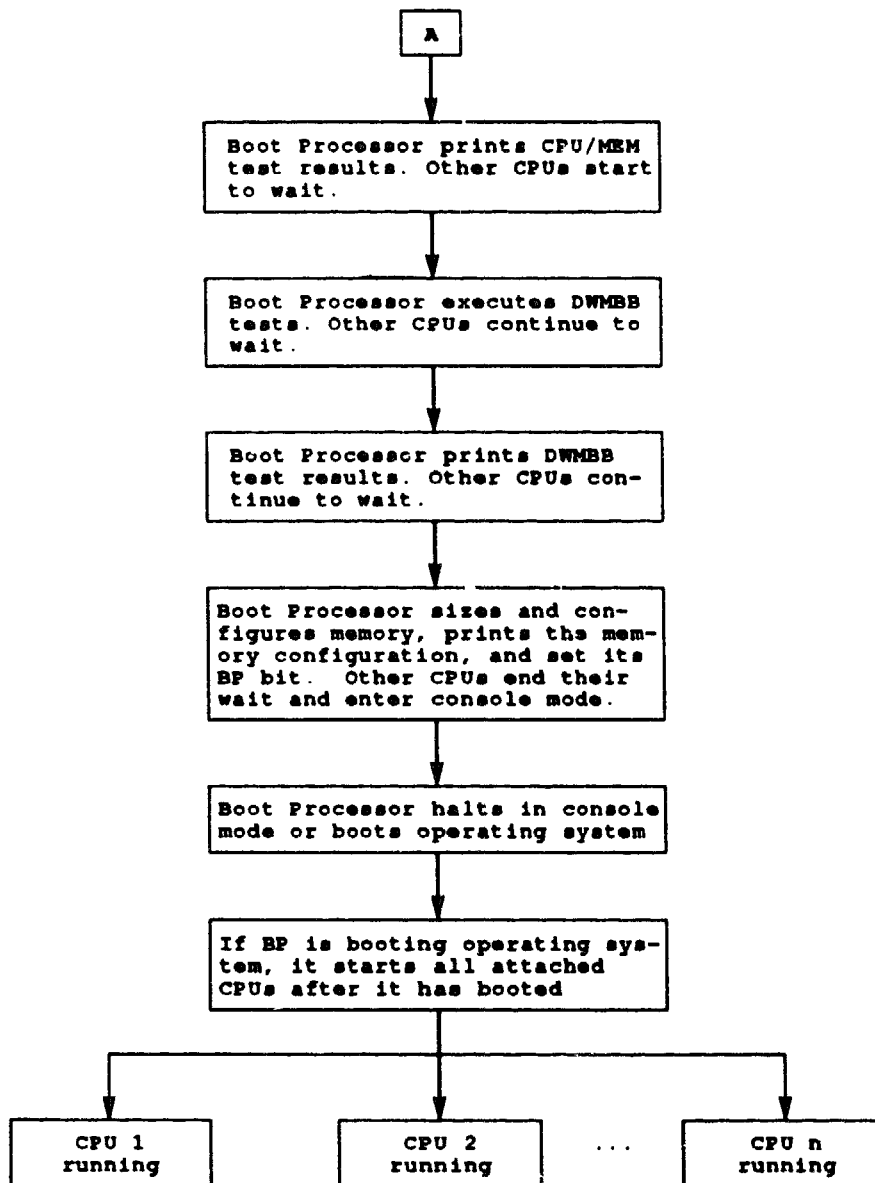 A
Boot Processor prints CPU/MEM
test results. Other CPUs start
to wait.
Boot Processor executes DWMBB
tests. Other CPUs continue to
wait.
Boot Processor prints DWMBB
test results. Other CPUs con-
tinue to wait.
Boot Processor sizes and con-
figures memory, prints ths mem-
ory configuration, and set its
BP bit. Other CPUs end their
wait and enter console mode.
Boot Processor halts in console
mode or boots operating system
If BP is booting operating sys-
tem, it starts all attached
CPUs after it has booted
CPU 1
running
CPU 2
running
...
CPU n
running